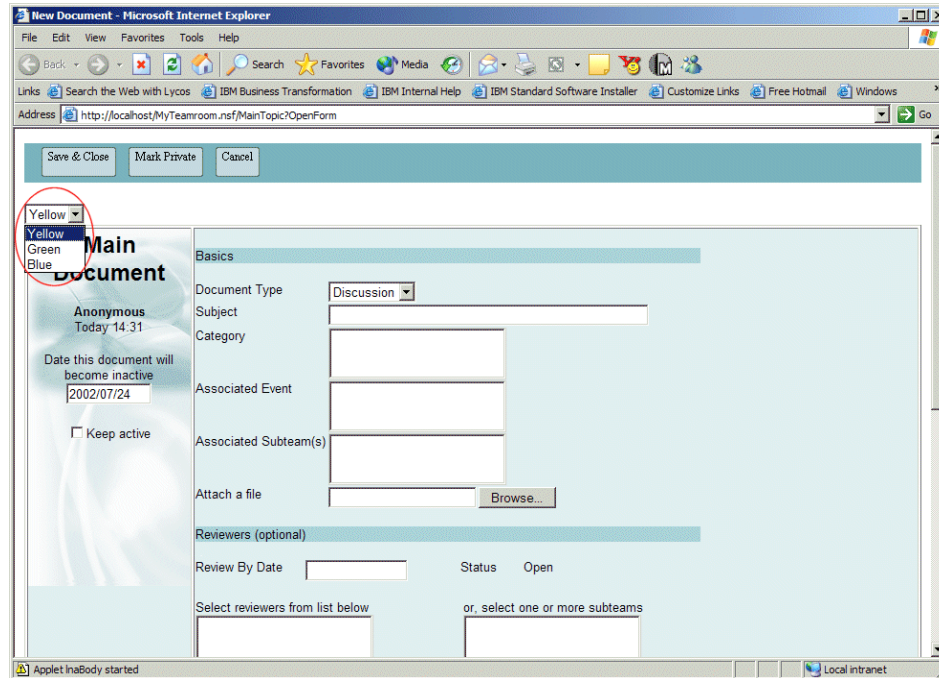 New Document - Microsoft Internet Explorer
File Edit View Favorites Tools Help
Back Search Favorites Media
Links Search the Web with Lycos IBM Business Transformation IBM Internal Help IBM Standard Software Installer Customize Links Free Hotmail Windows
Address http://localhost/MyTeamroom.nsf/MainTopic?OpenForm Go
Save & Close Mark Private Cancel
Yellow
Yellow
Green
Blue
Main
Document
Anonymous
Today 14:31
Date this document will
become inactive
2002/07/24
Keep active
Basics
Document Type Discussion
Subject
Category
Associated Event
Associated Subteam(s)
Attach a file Browse...
Reviewers (optional)
Review By Date Status Open
Select reviewers from list below or, select one or more subteams
Applet lnaBody started Local intranet